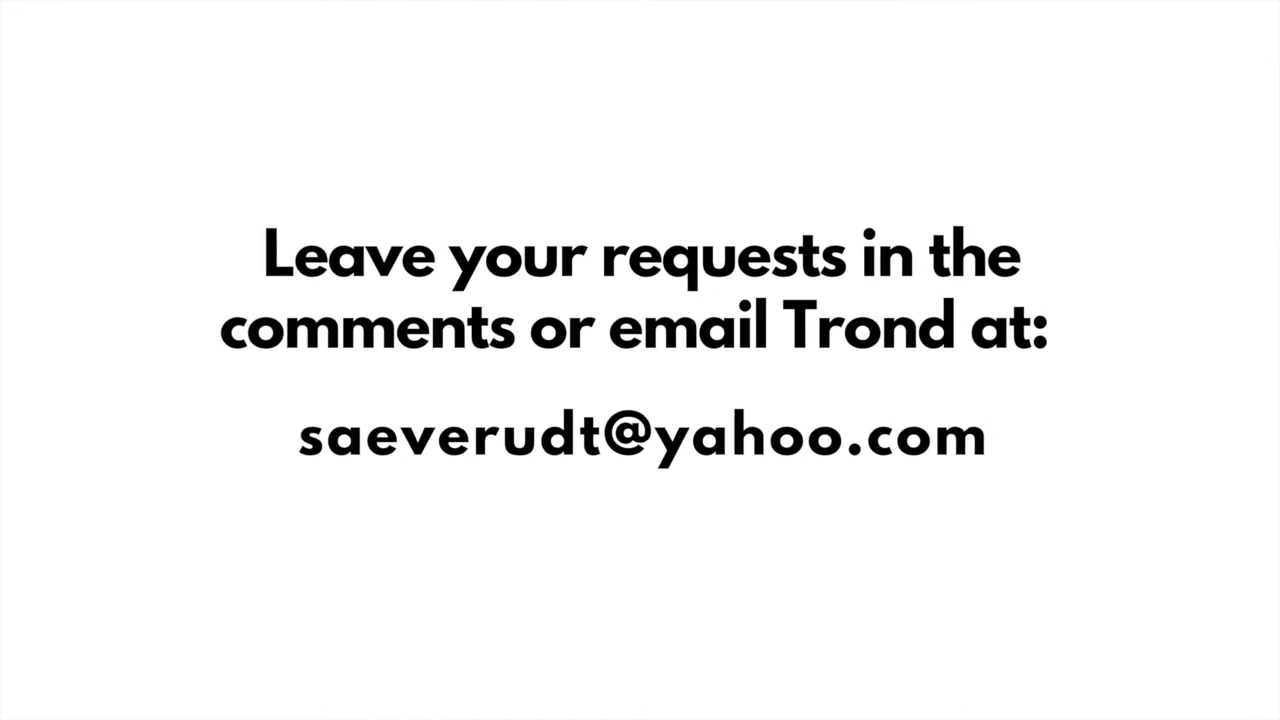 Leave your requests in the
comments or email Trond at:
saeverudt@yahoo.com